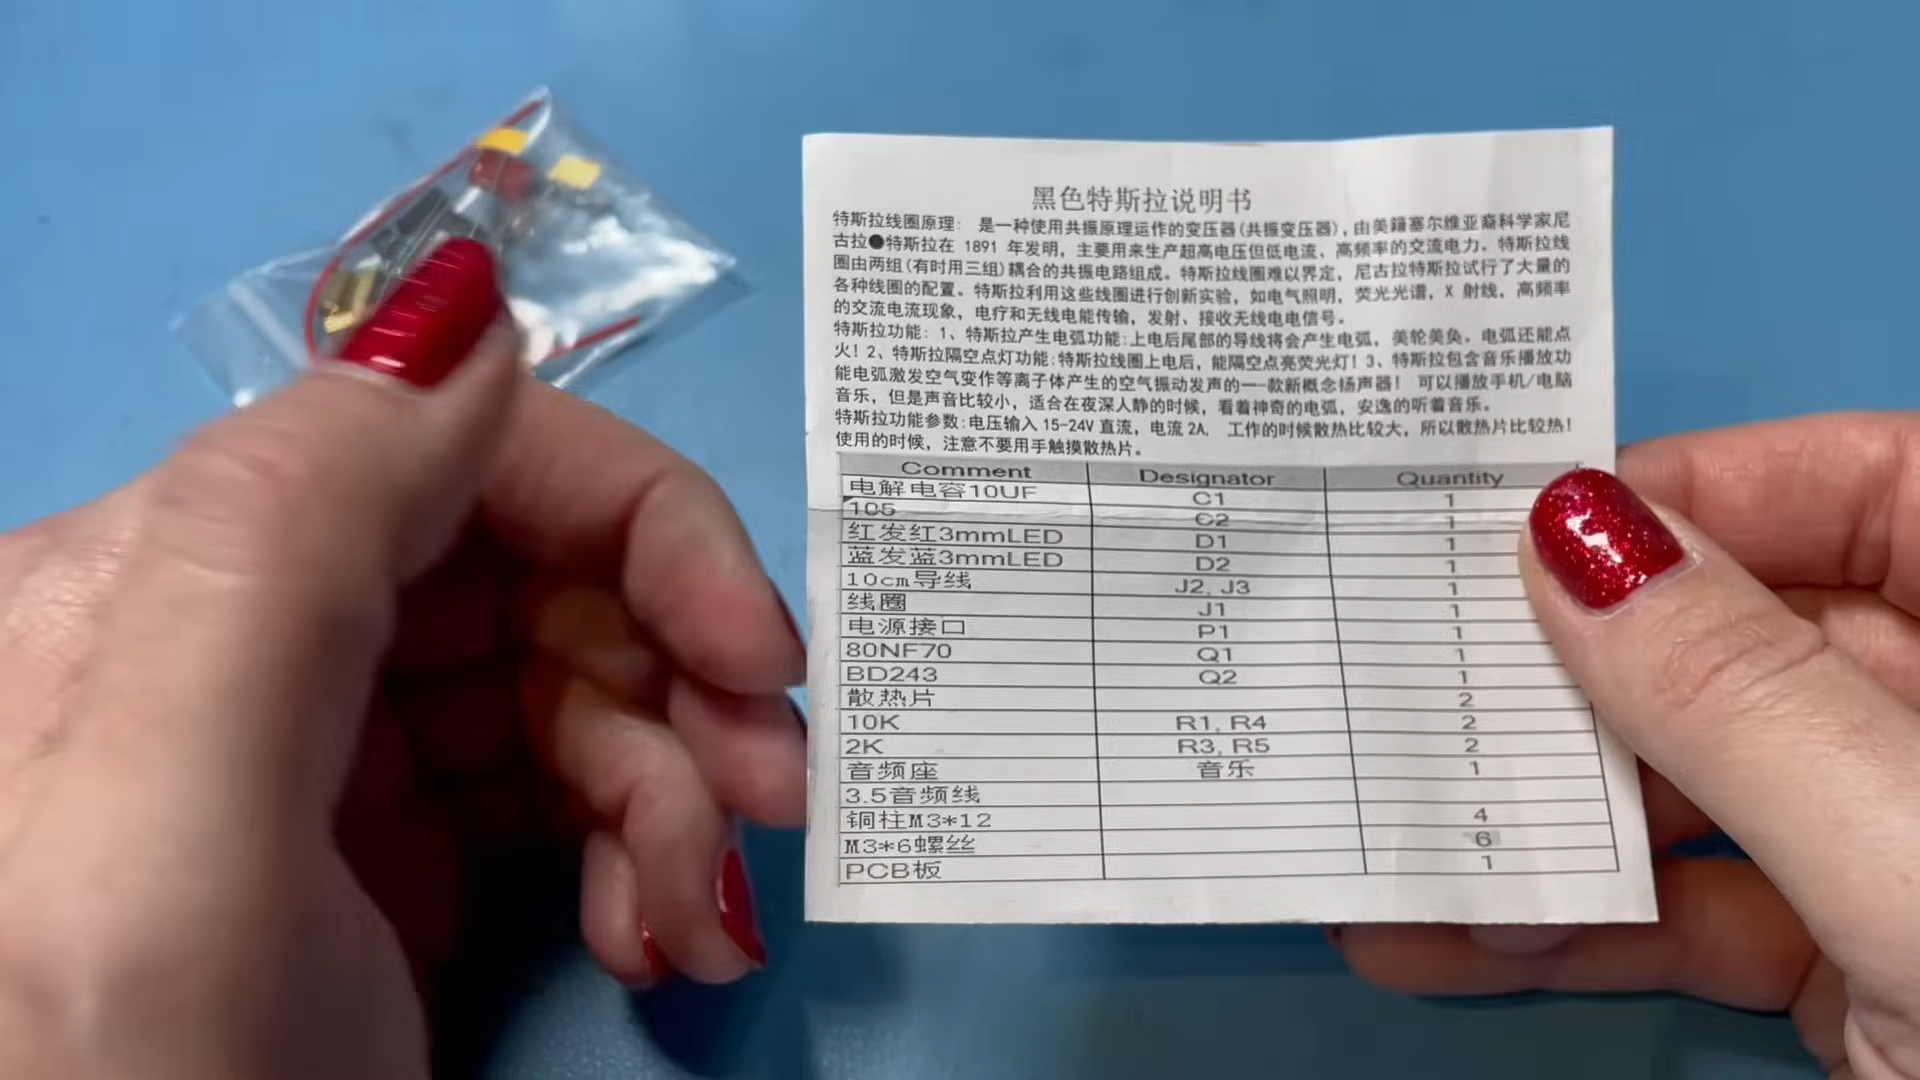 黑色特斯拉说明书
特斯拉线圈原理: 是一种使用共振原理运作的变压器(共振变压器), 由美籍塞尔维亚裔科学家尼
古拉●特斯拉在 1891 年发明, 主要用来生产超高电压但低电流、高频率的交流电力. 特斯拉线
圈由两组(有时用三组)耦合的共振电路组成。特斯拉线圈难以界定, 尼古拉特斯拉试行了大量的
各种线圈的配置。特斯拉利用这些线圈进行创新实验, 如电气照明, 荧光光谱, X 射线, 高频率
的交流电流现象, 电疗和无线电能传输, 发射、接收无线电电信号。
特斯拉功能: 1、特斯拉产生电弧功能:上电后尾部的导线将会产生电弧, 美轮美奂。电弧还能点
火! 2、特斯拉隔空点灯功能:特斯拉线圈上电后, 能隔空点亮荧光灯! 3、特斯拉包含音乐播放功
能电弧激发空气变作等离子体产生的空气振动发声的一一款新概念扬声器! 可以播放手机/电脑
音乐, 但是声音比较小, 适合在夜深人静的时候, 看着神奇的电弧, 安逸的听着音乐。
特斯拉功能参数:电压输入 15-24V 直流, 电流 2A, 工作的时候散热比较大, 所以散热片比较热!
使用的时候, 注意不要用手触摸散热片。
Comment Designator Quantity
电解电容10UF C1 1
105 C2 1
红发红3mmLED D1 1
蓝发蓝3mmLED D2 1
10cm导线 J2, J3 1
线圈 J1 1
电源接口 P1 1
80NF70 Q1 1
BD243 Q2 1
散热片 2
10K R1, R4 2
2K R3, R5 2
音频座 音乐 1
3.5音频线
铜柱M3*12 4
M3*6螺丝 6
PCB板 1